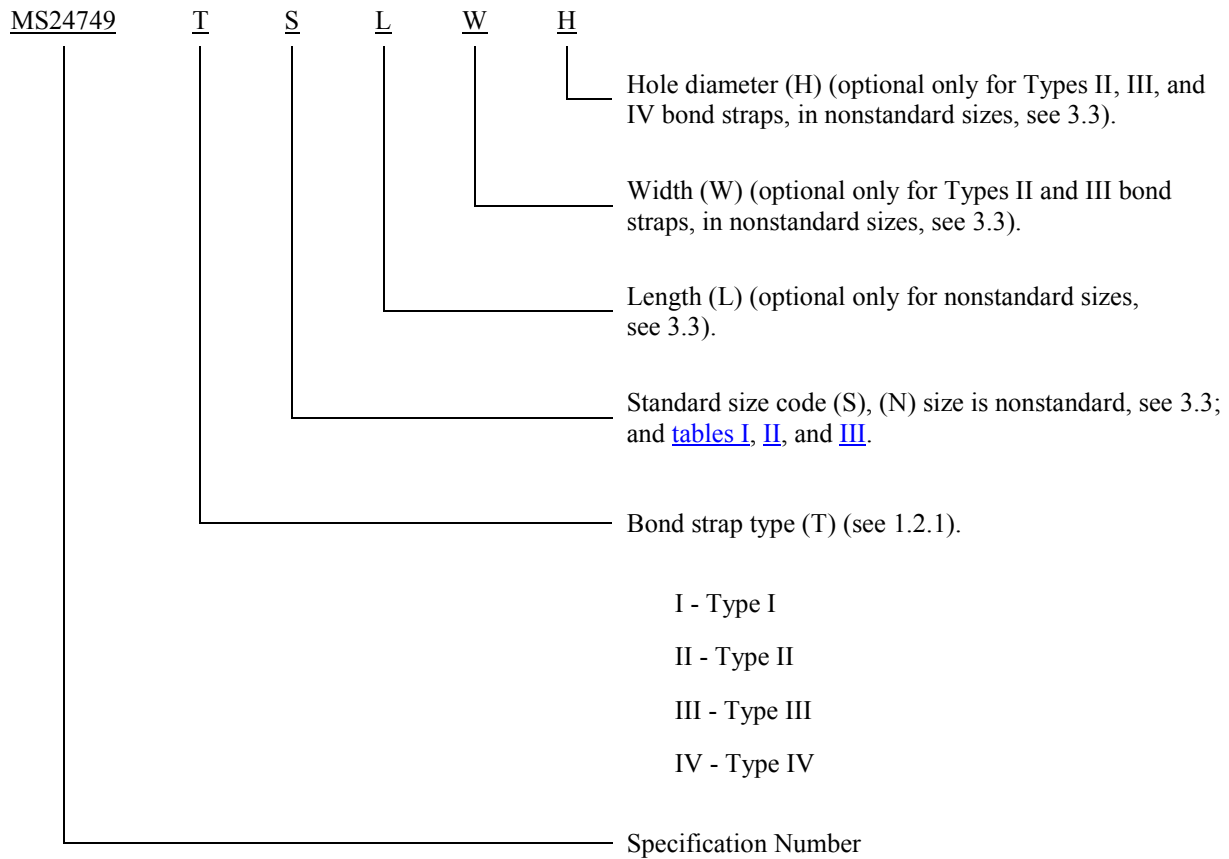 MS24749 T S L W H
Hole diameter (H) (optional only for Types II, III, and
IV bond straps, in nonstandard sizes, see 3.3).
Width (W) (optional only for Types II and III bond
straps, in nonstandard sizes, see 3.3).
Length (L) (optional only for nonstandard sizes,
see 3.3).
Standard size code (S), (N) size is nonstandard, see 3.3;
and tables I, II, and III.
Bond strap type (T) (see 1.2.1).
I - Type I
II - Type II
III - Type III
IV - Type IV
Specification Number